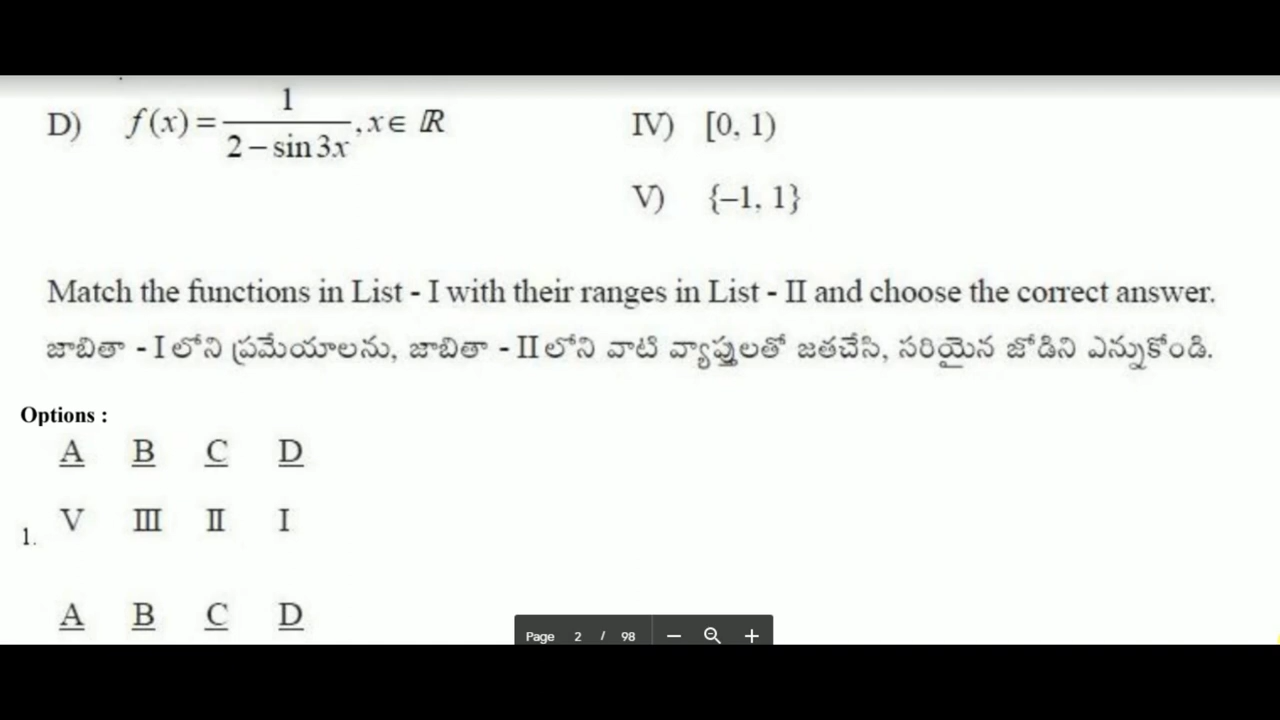 D) f(x) = 1 / (2 – sin 3x), x ∈ ℝ IV) [0, 1)
V) {–1, 1}
Match the functions in List - I with their ranges in List - II and choose the correct answer.
జాబితా - I లోని ప్రమేయాలను, జాబితా - II లోని వాటి వ్యాప్తులతో జతచేసి, సరియైన జోడిని ఎన్నుకోండి.
Options :
A B C D
1. V III II I
A B C D
Page 2 / 98